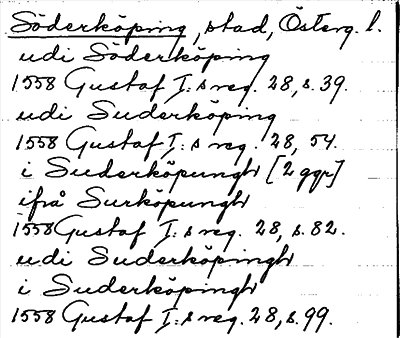 Söderköping, stad, Österg. l.
udi Söderköping
1558 Gustaf I:s reg. 28, s. 39.
udi Suderköping
1558 Gustaf I:s reg. 28, 54.
i Suderköpungh [2 ggr]
ifrå Surköpungh
1558 Gustaf I:s reg. 28, s. 82.
udi Suderköpingh
i Suderköpingh
1558 Gustaf I:s reg. 28, s. 99.